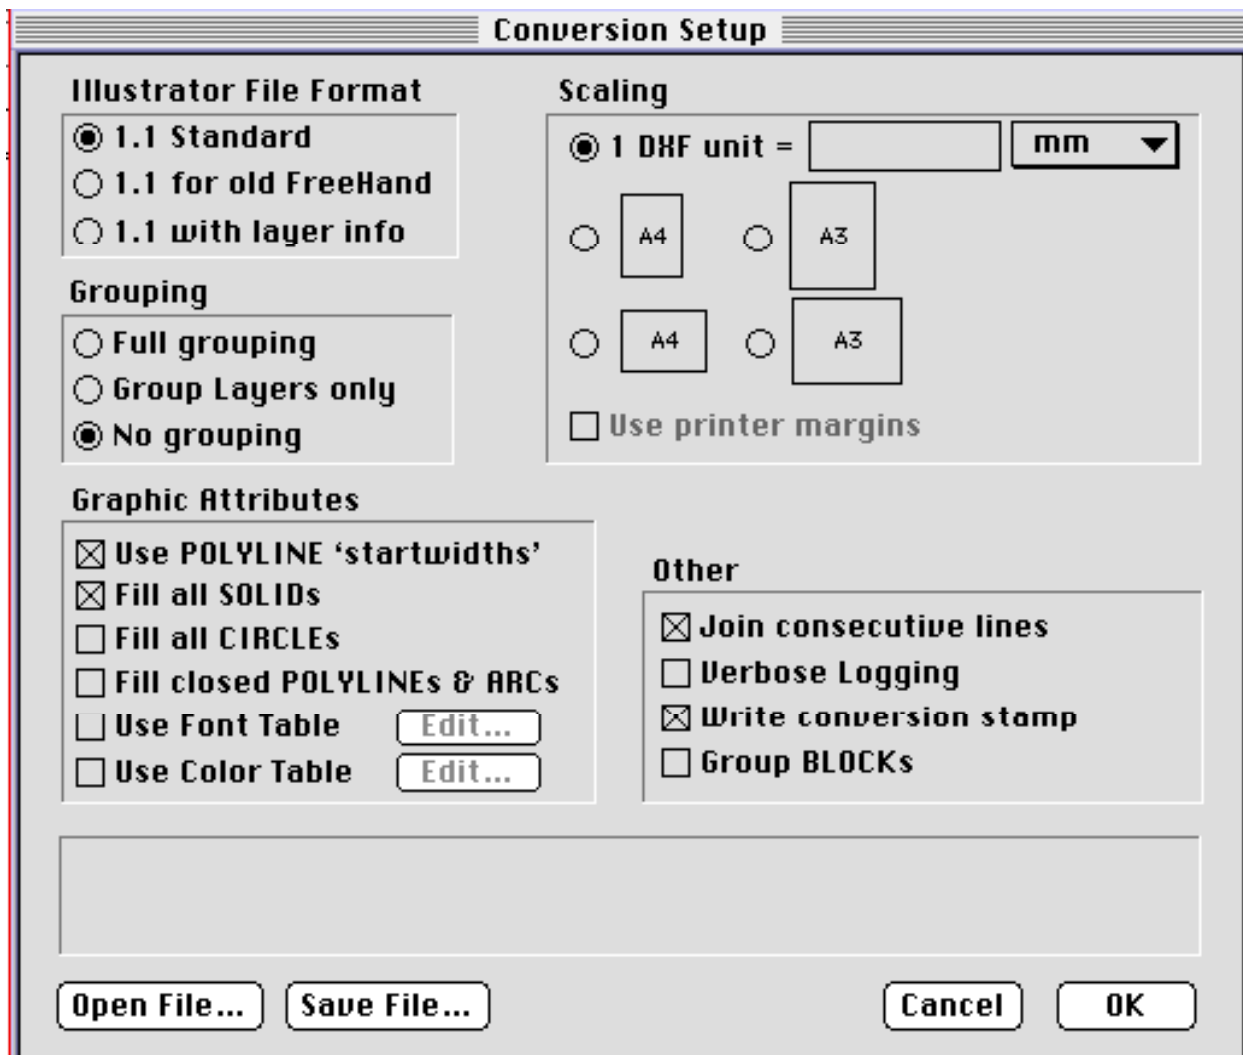 Conversion Setup
Illustrator File Format
1.1 Standard
1.1 for old FreeHand
1.1 with layer info
Grouping
Full grouping
Group Layers only
No grouping
Scaling
1 DXF unit = mm
A4 A3
A4 A3
Use printer margins
Graphic Attributes
Use POLYLINE ‘startwidths’
Fill all SOLIDs
Fill all CIRCLEs
Fill closed POLYLINEs & ARCs
Use Font Table Edit...
Use Color Table Edit...
Other
Join consecutive lines
Verbose Logging
Write conversion stamp
Group BLOCKs
Open File... Save File... Cancel OK